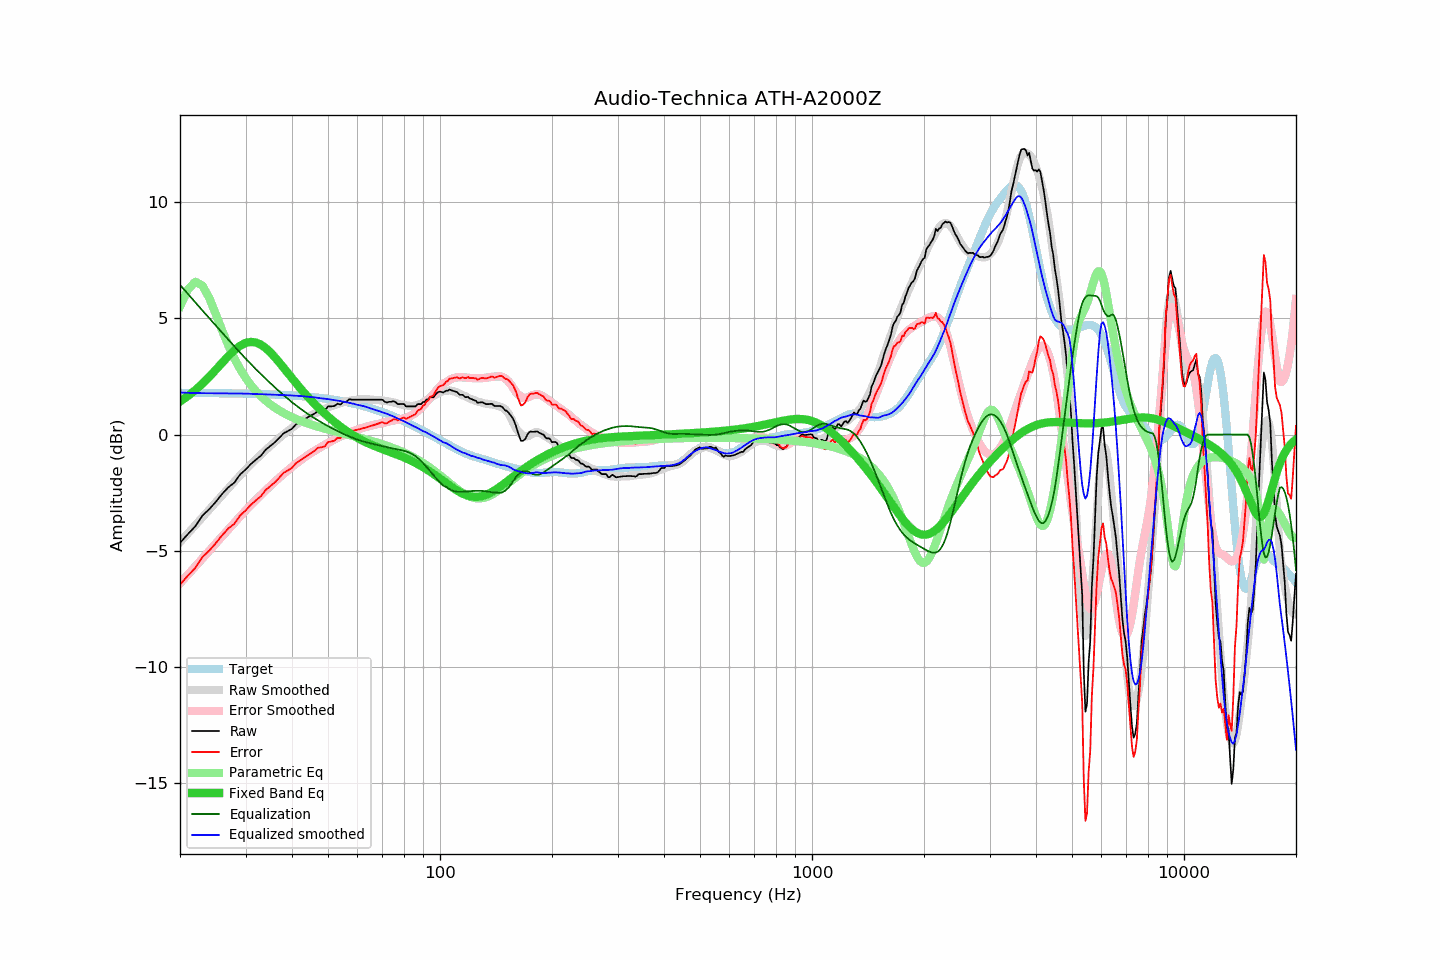 Audio-Technica ATH-A2000Z
10
5
0
−5
−10
−15
Amplitude (dBr)
Target
Raw Smoothed
Error Smoothed
Raw
Error
Parametric Eq
Fixed Band Eq
Equalization
Equalized smoothed
100 1000 10000
Frequency (Hz)